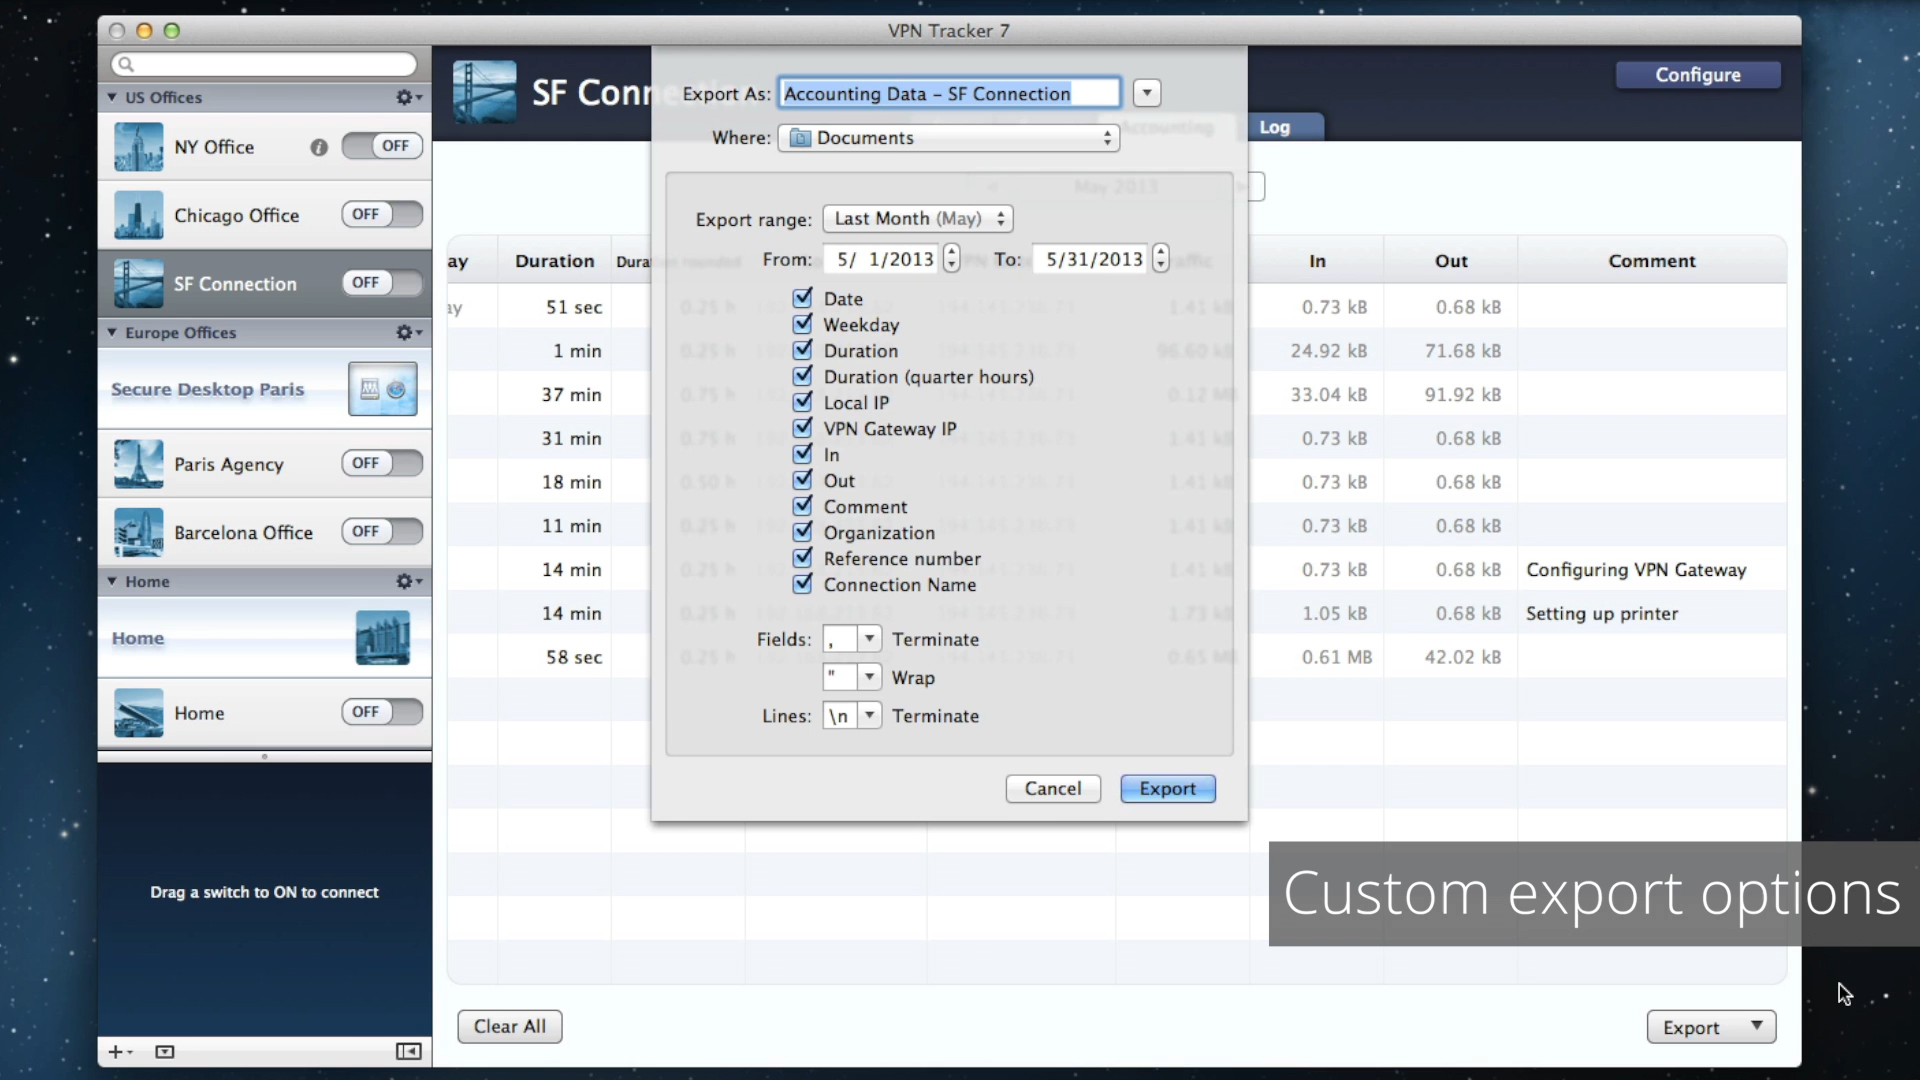 VPN Tracker 7
US Offices
NY Office OFF
Chicago Office OFF
SF Connection OFF
Europe Offices
Secure Desktop Paris
Paris Agency OFF
Barcelona Office OFF
Home
Home
Home OFF
Drag a switch to ON to connect
SF Conn
Configure
Accounting
Log
May 2013
Export As: Accounting Data – SF Connection
Where: Documents
Export range: Last Month (May)
From: 5/ 1/2013 To: 5/31/2013
Date
Weekday
Duration
Duration (quarter hours)
Local IP
VPN Gateway IP
In
Out
Comment
Organization
Reference number
Connection Name
Fields: , Terminate
" Wrap
Lines: \n Terminate
Cancel Export
ay Duration Dura In Out Comment
ay 51 sec 0.73 kB 0.68 kB
1 min 24.92 kB 71.68 kB
37 min 33.04 kB 91.92 kB
31 min 0.73 kB 0.68 kB
18 min 0.73 kB 0.68 kB
11 min 0.73 kB 0.68 kB
14 min 0.73 kB 0.68 kB Configuring VPN Gateway
14 min 1.05 kB 0.68 kB Setting up printer
58 sec 0.61 MB 42.02 kB
Custom export options
Clear All Export